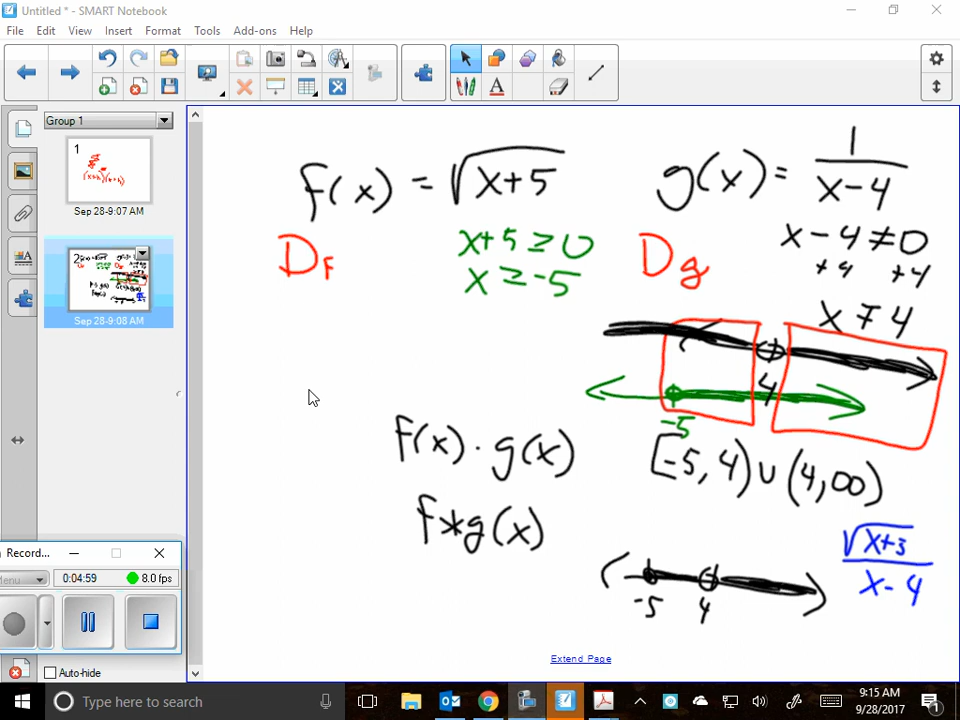 Untitled * - SMART Notebook
File Edit View Insert Format Tools Add-ons Help
Group 1
1
Sep 28-9:07 AM
2
Sep 28-9:08 AM
f(x) = √x+5
g(x) = 1/x-4
Df
x+5 ≥ 0
x ≥ -5
Dg
x - 4 ≠ 0
+4 +4
x ≠ 4
4
-5
f(x) · g(x)
[-5, 4) ∪ (4, ∞)
f*g(x)
√x+3
x-4
-5 4
Extend Page
Record...
Menu
0:04:59
8.0 fps
Auto-hide
Type here to search
9:15 AM
9/28/2017
1